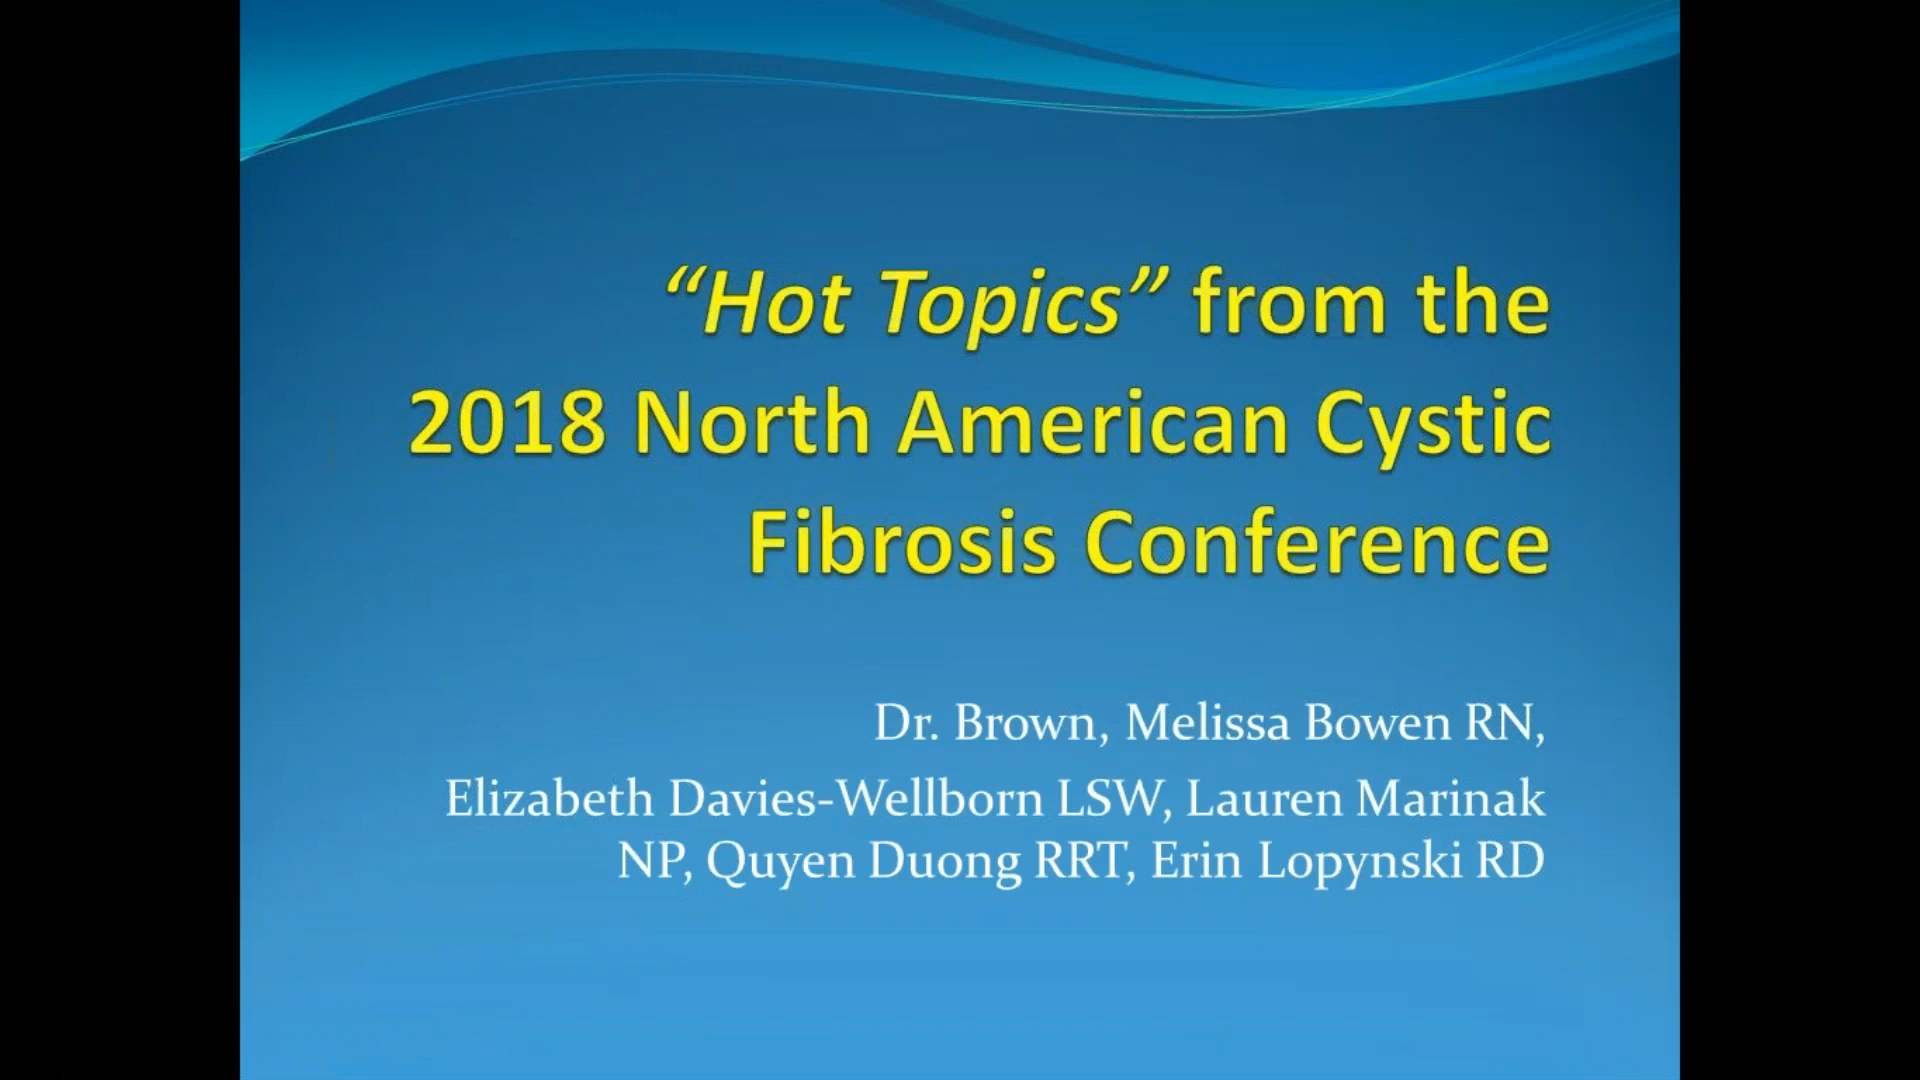 “Hot Topics” from the
2018 North American Cystic
Fibrosis Conference
Dr. Brown, Melissa Bowen RN,
Elizabeth Davies-Wellborn LSW, Lauren Marinak
NP, Quyen Duong RRT, Erin Lopynski RD